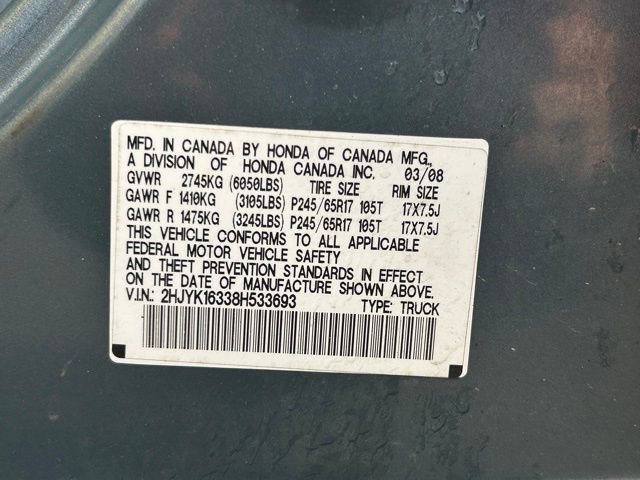 MFD. IN CANADA BY HONDA OF CANADA MFG.,
A DIVISION OF HONDA CANADA INC. 03/08
GVWR 2745KG (6050LBS) TIRE SIZE RIM SIZE
GAWR F 1410KG (3105LBS) P245/65R17 105T 17X7.5J
GAWR R 1475KG (3245LBS) P245/65R17 105T 17X7.5J
THIS VEHICLE CONFORMS TO ALL APPLICABLE
FEDERAL MOTOR VEHICLE SAFETY
AND THEFT PREVENTION STANDARDS IN EFFECT
ON THE DATE OF MANUFACTURE SHOWN ABOVE.
V.I.N.: 2HJYK16338H533693 TYPE: TRUCK